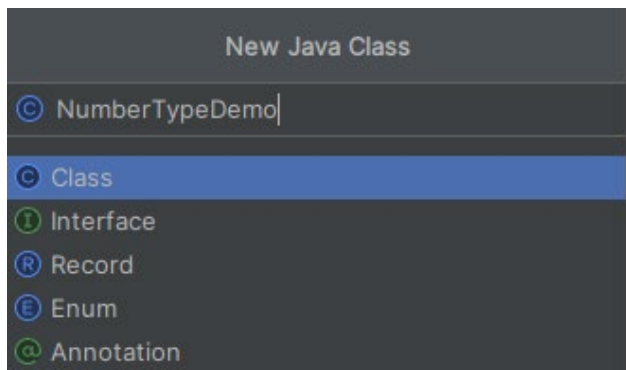 New Java Class
C NumberTypeDemo
C Class
I Interface
R Record
E Enum
@ Annotation